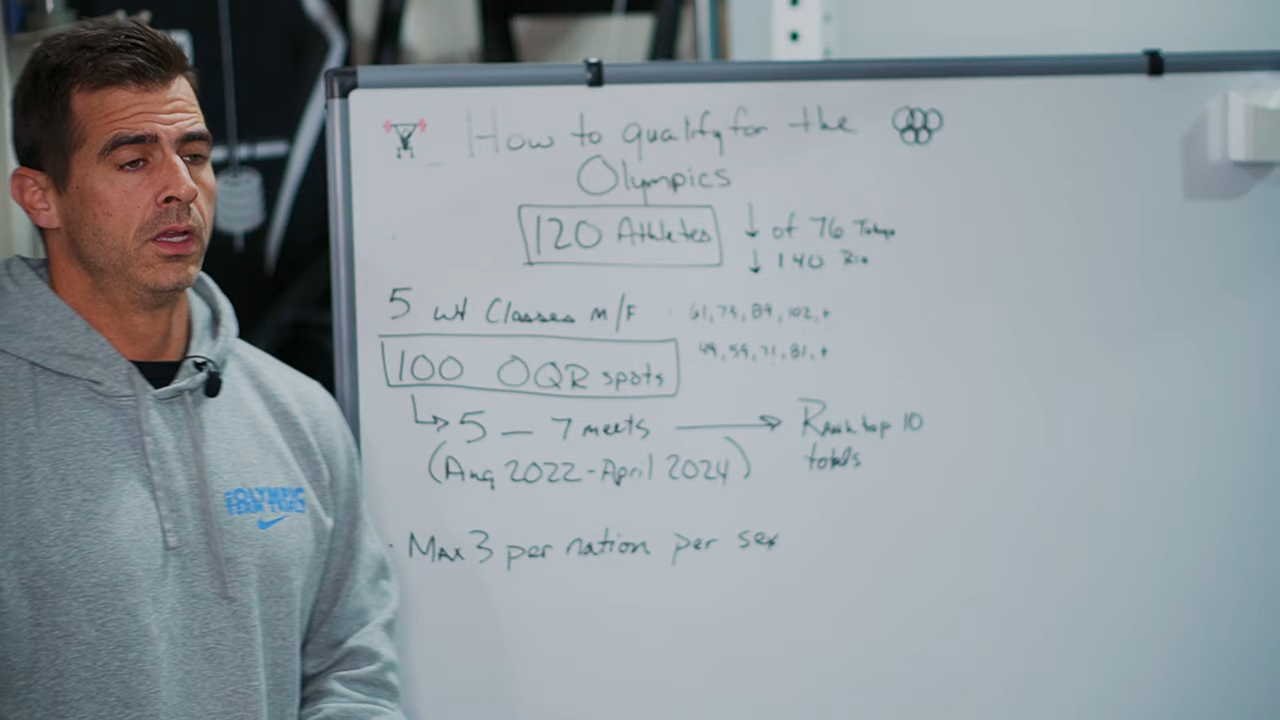 How to qualify for the
Olympics
120 Athletes
↓ of 76 Tokyo
↓ 140 Rio
5 wt Classes M/F
61, 73, 89, 102, +
49, 59, 71, 81, +
100 OQR spots
5 — 7 meets → Rank top 10
totals
(Aug 2022 - April 2024)
· Max 3 per nation per sex
OLYMPIC
TEAM TRIALS